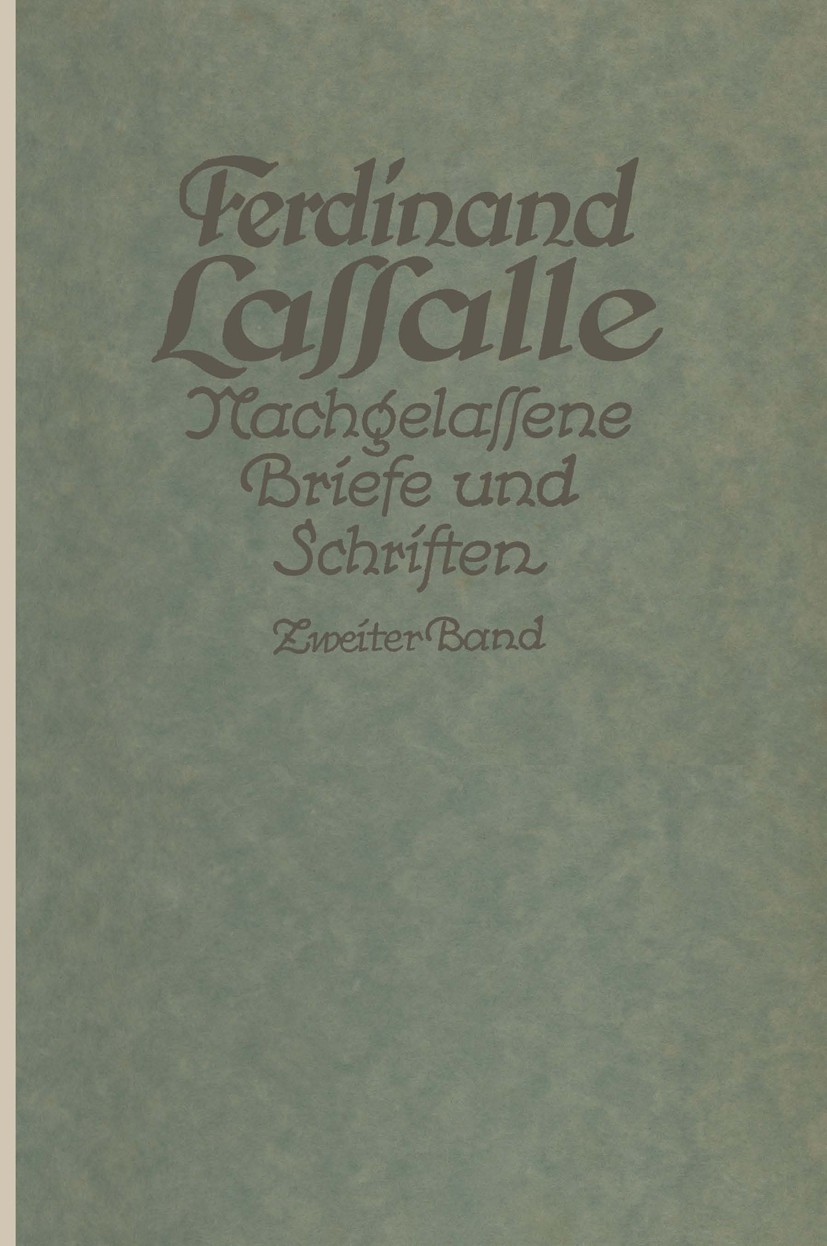 Ferdinand
Laſſalle
Nachgelaſſene
Briefe und
Schriften
Zweiter Band